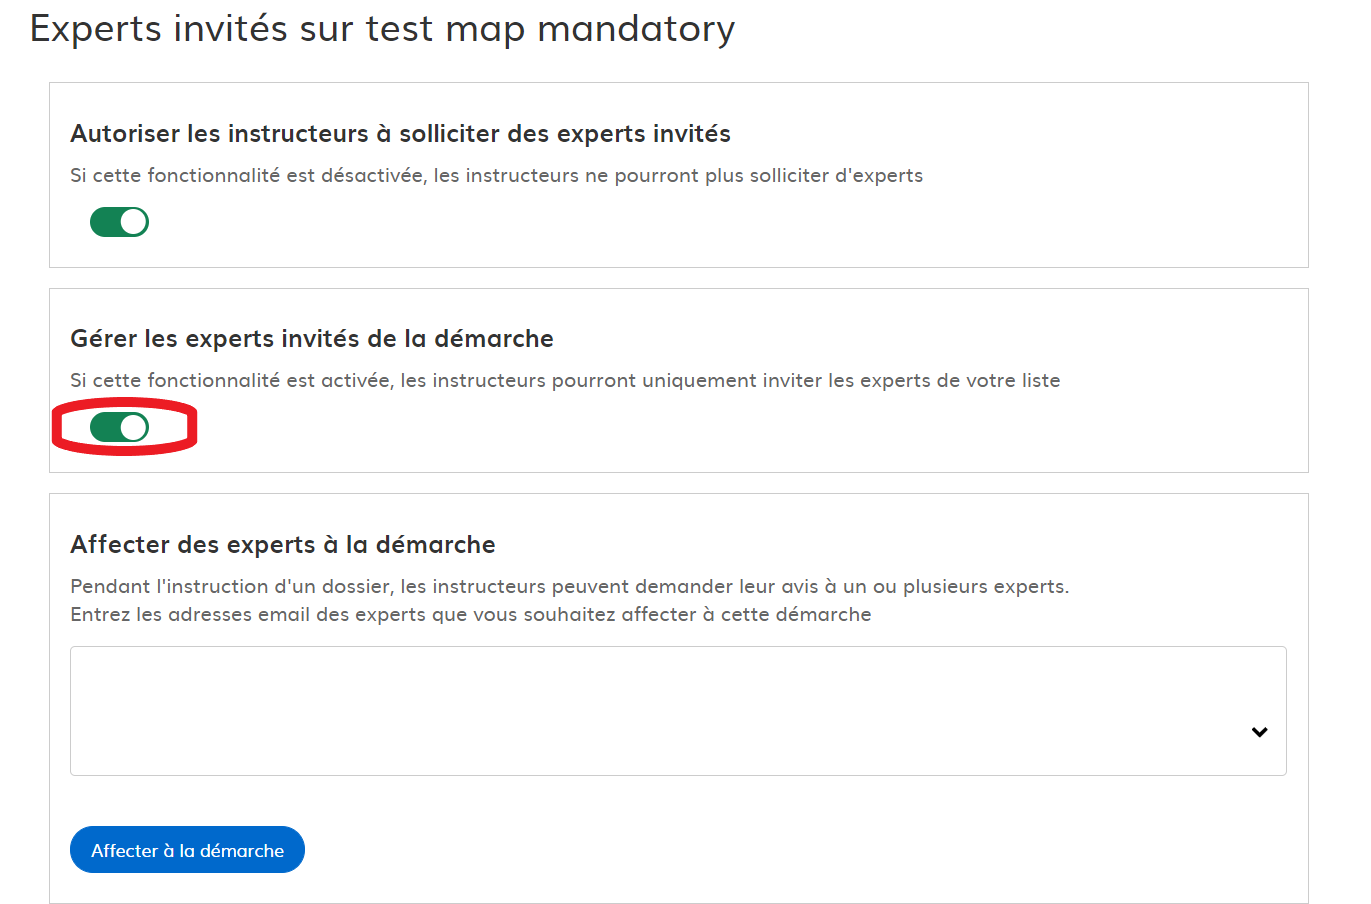 Experts invités sur test map mandatory
Autoriser les instructeurs à solliciter des experts invités
Si cette fonctionnalité est désactivée, les instructeurs ne pourront plus solliciter d'experts
Gérer les experts invités de la démarche
Si cette fonctionnalité est activée, les instructeurs pourront uniquement inviter les experts de votre liste
Affecter des experts à la démarche
Pendant l'instruction d'un dossier, les instructeurs peuvent demander leur avis à un ou plusieurs experts.
Entrez les adresses email des experts que vous souhaitez affecter à cette démarche
Affecter à la démarche